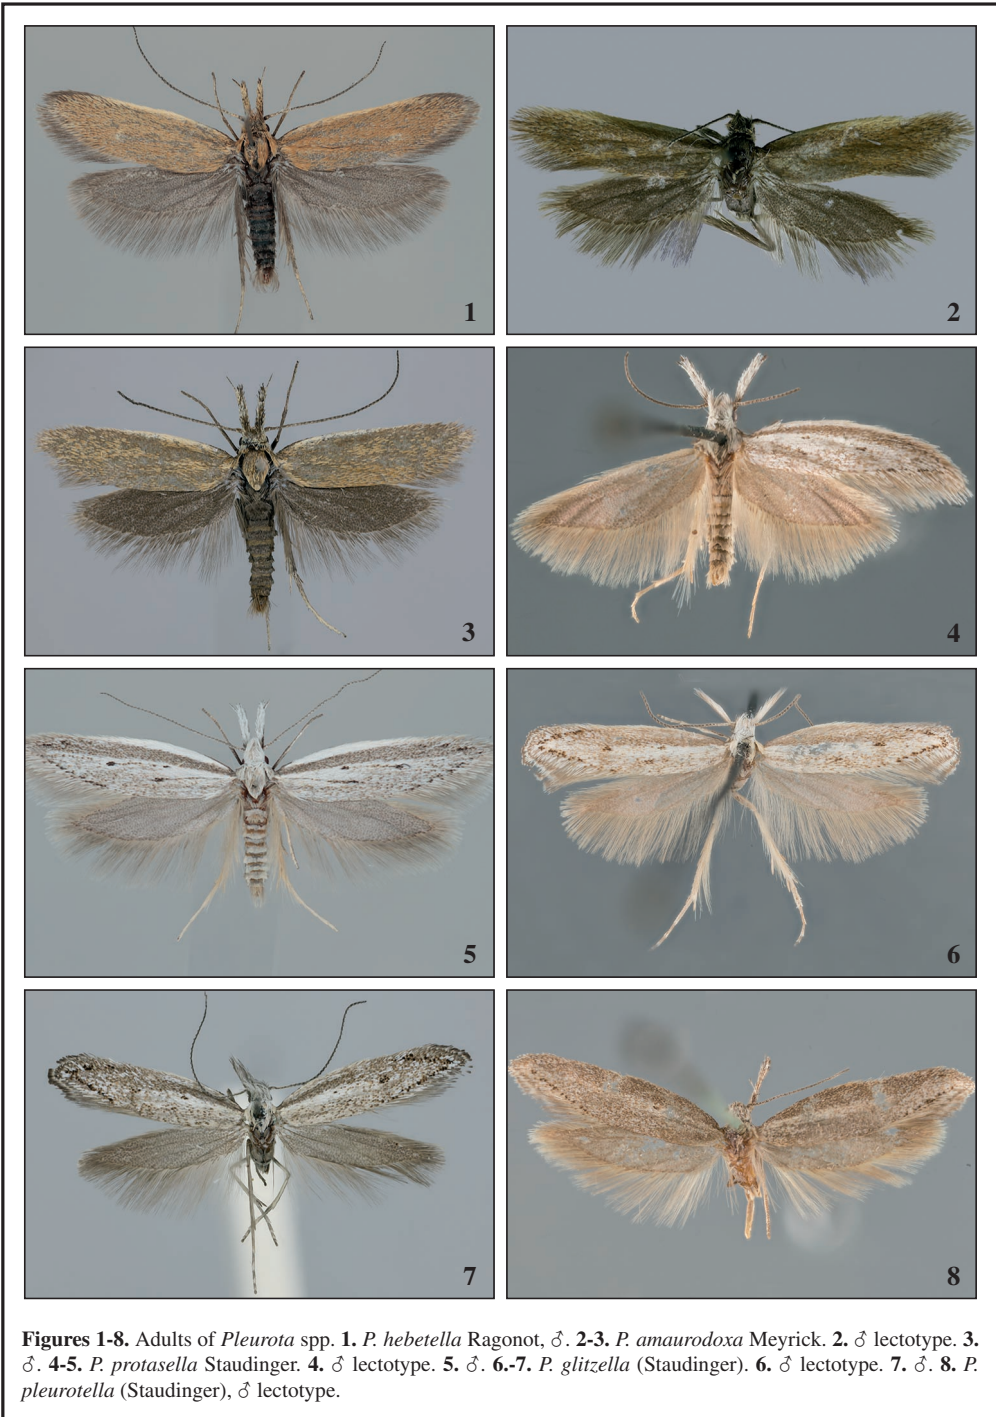 1
2
3
4
5
6
7
8
Figures 1-8. Adults of Pleurota spp. 1. P. hebetella Ragonot, ♂. 2-3. P. amaurodoxa Meyrick. 2. ♂ lectotype. 3.
♂. 4-5. P. protasella Staudinger. 4. ♂ lectotype. 5. ♂. 6.-7. P. glitzella (Staudinger). 6. ♂ lectotype. 7. ♂. 8. P.
pleurotella (Staudinger), ♂ lectotype.